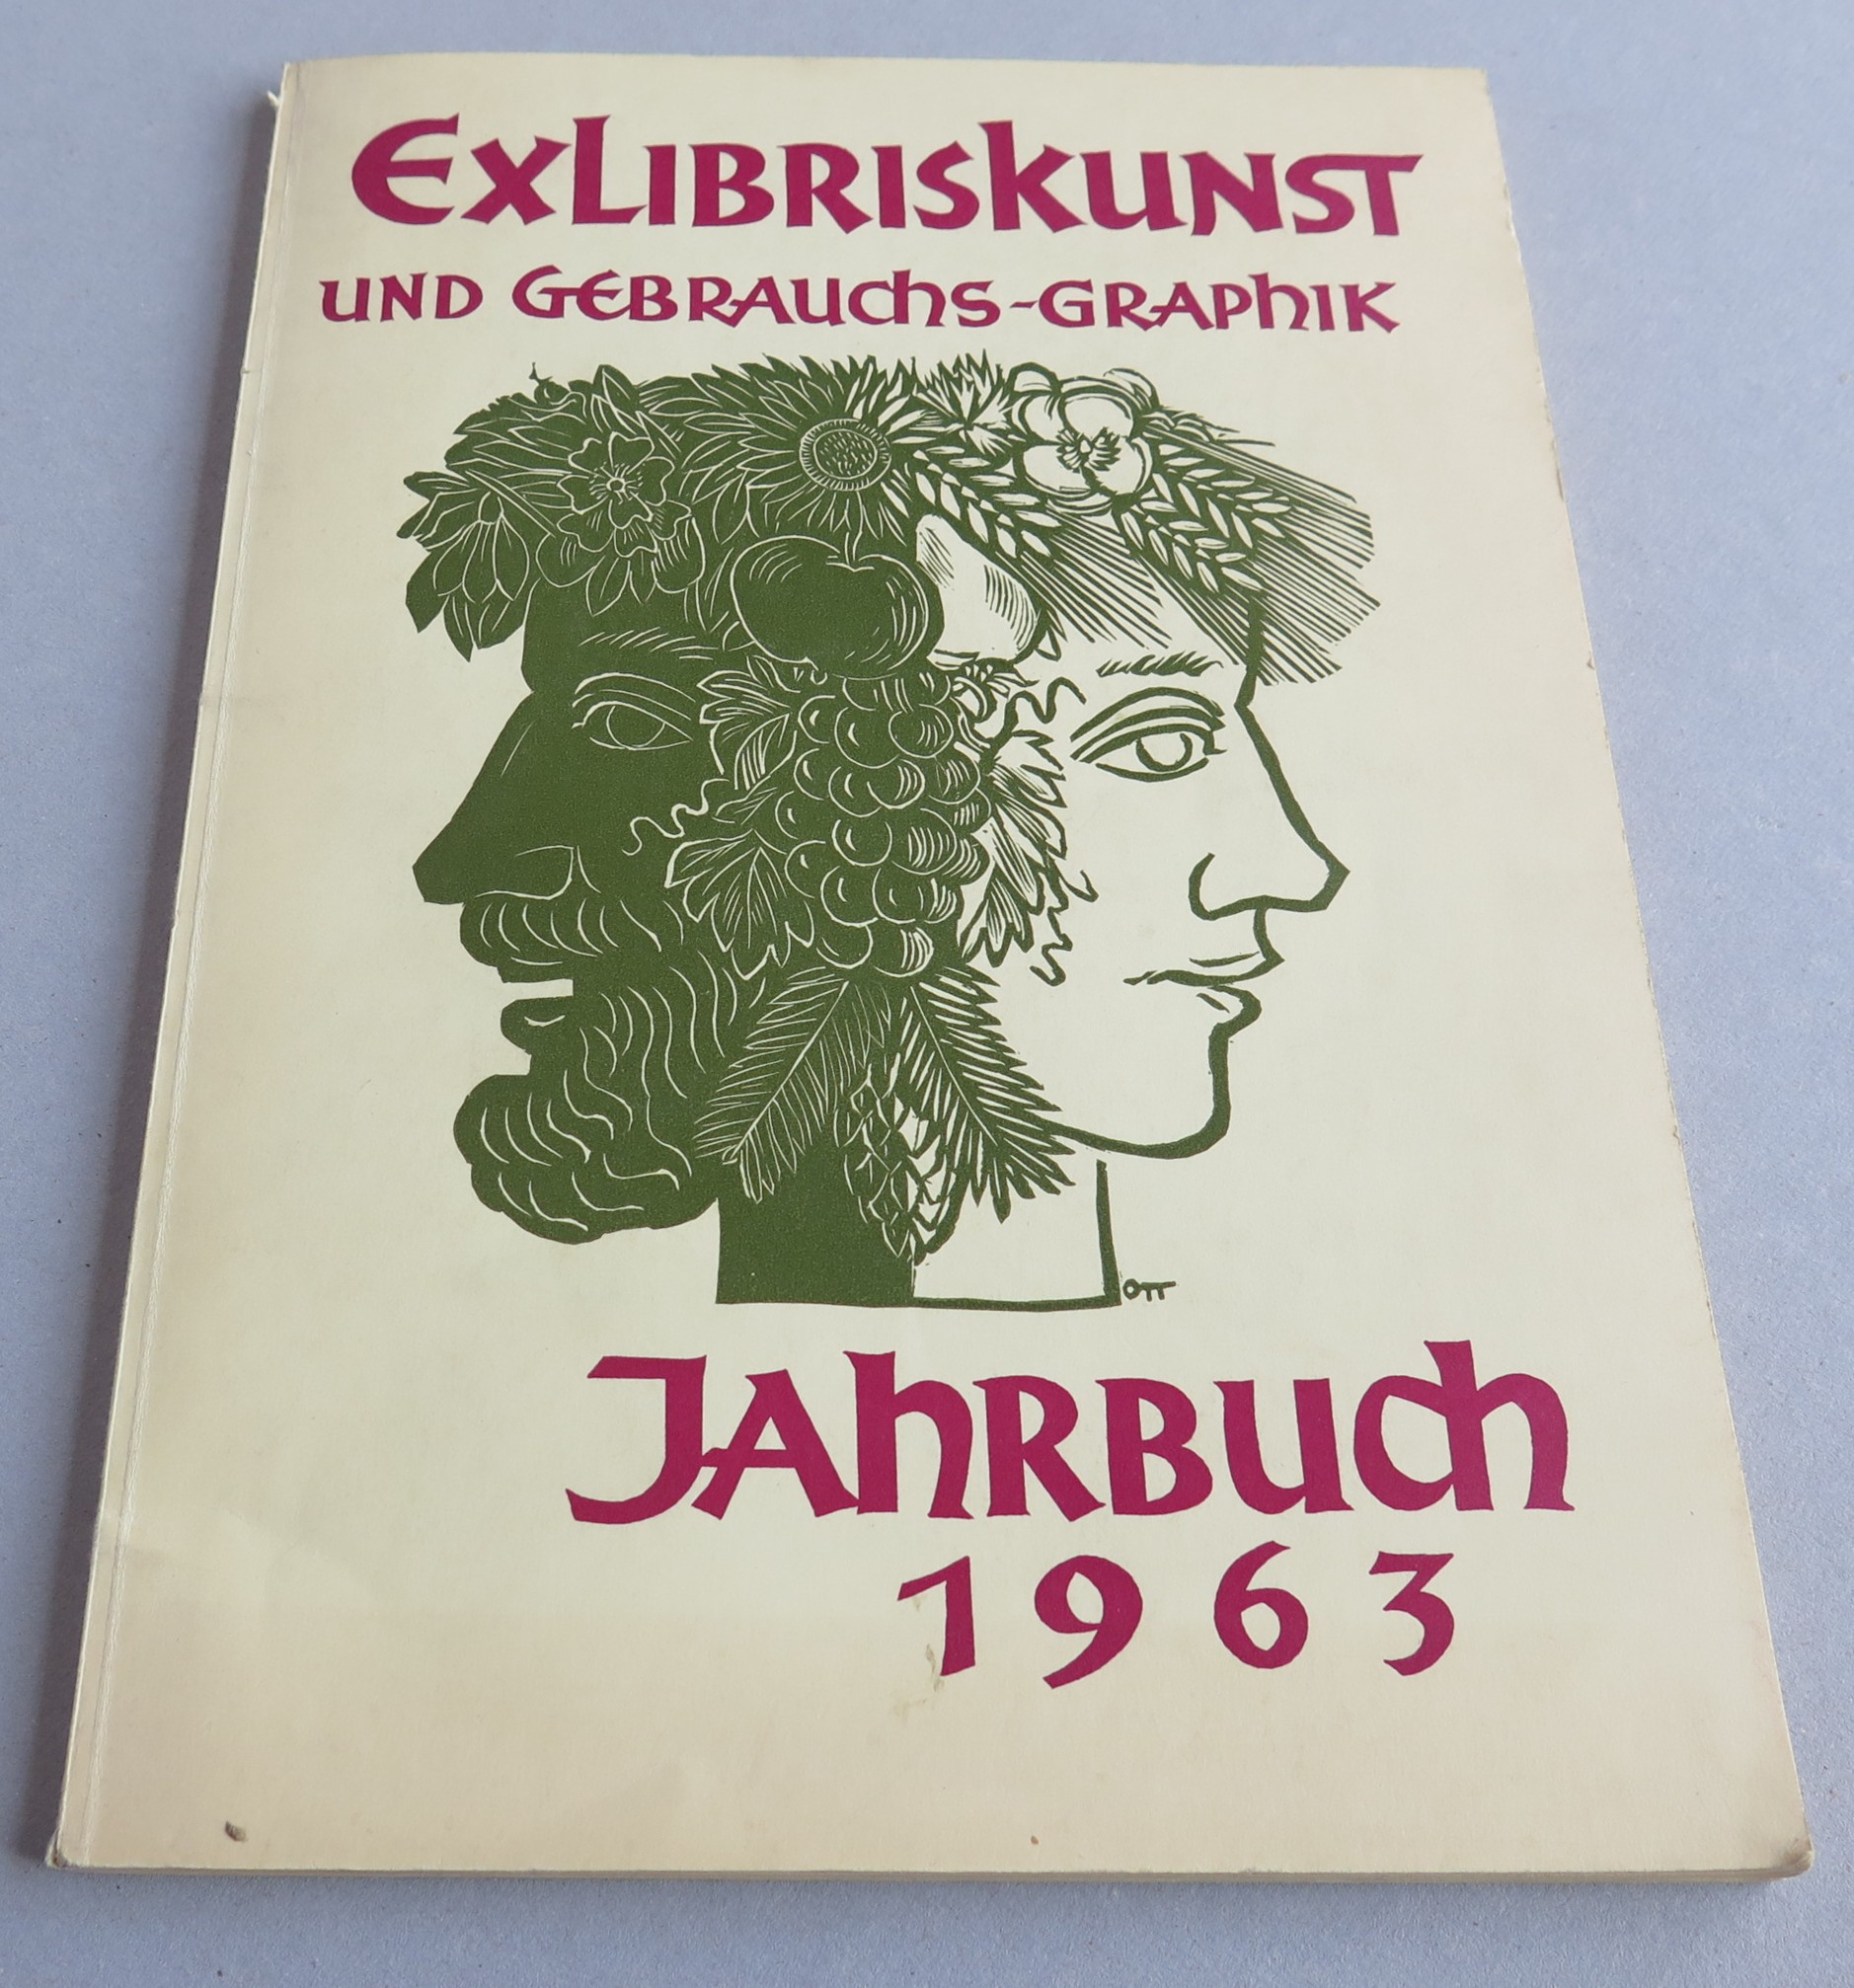 ExLIBRISKUNST
UND GEBRAUchS-GRAPhIK
OTT
JAhRBUch
1963